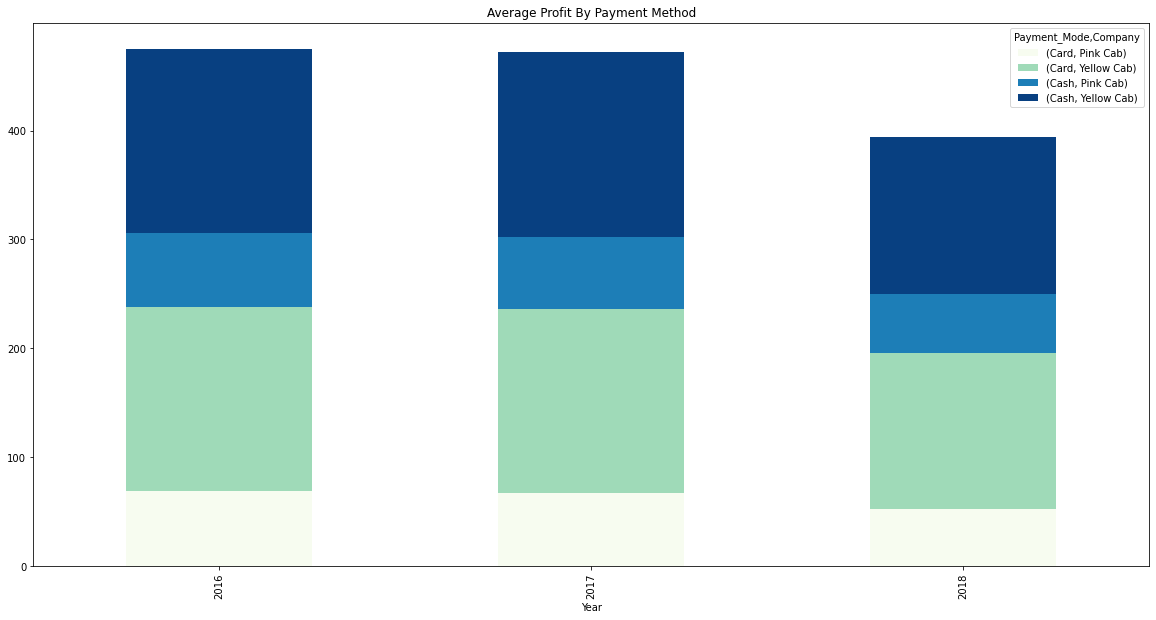 Average Profit By Payment Method
Payment_Mode,Company
(Card, Pink Cab)
(Card, Yellow Cab)
(Cash, Pink Cab)
(Cash, Yellow Cab)
400
300
200
100
0
2016
2017
2018
Year